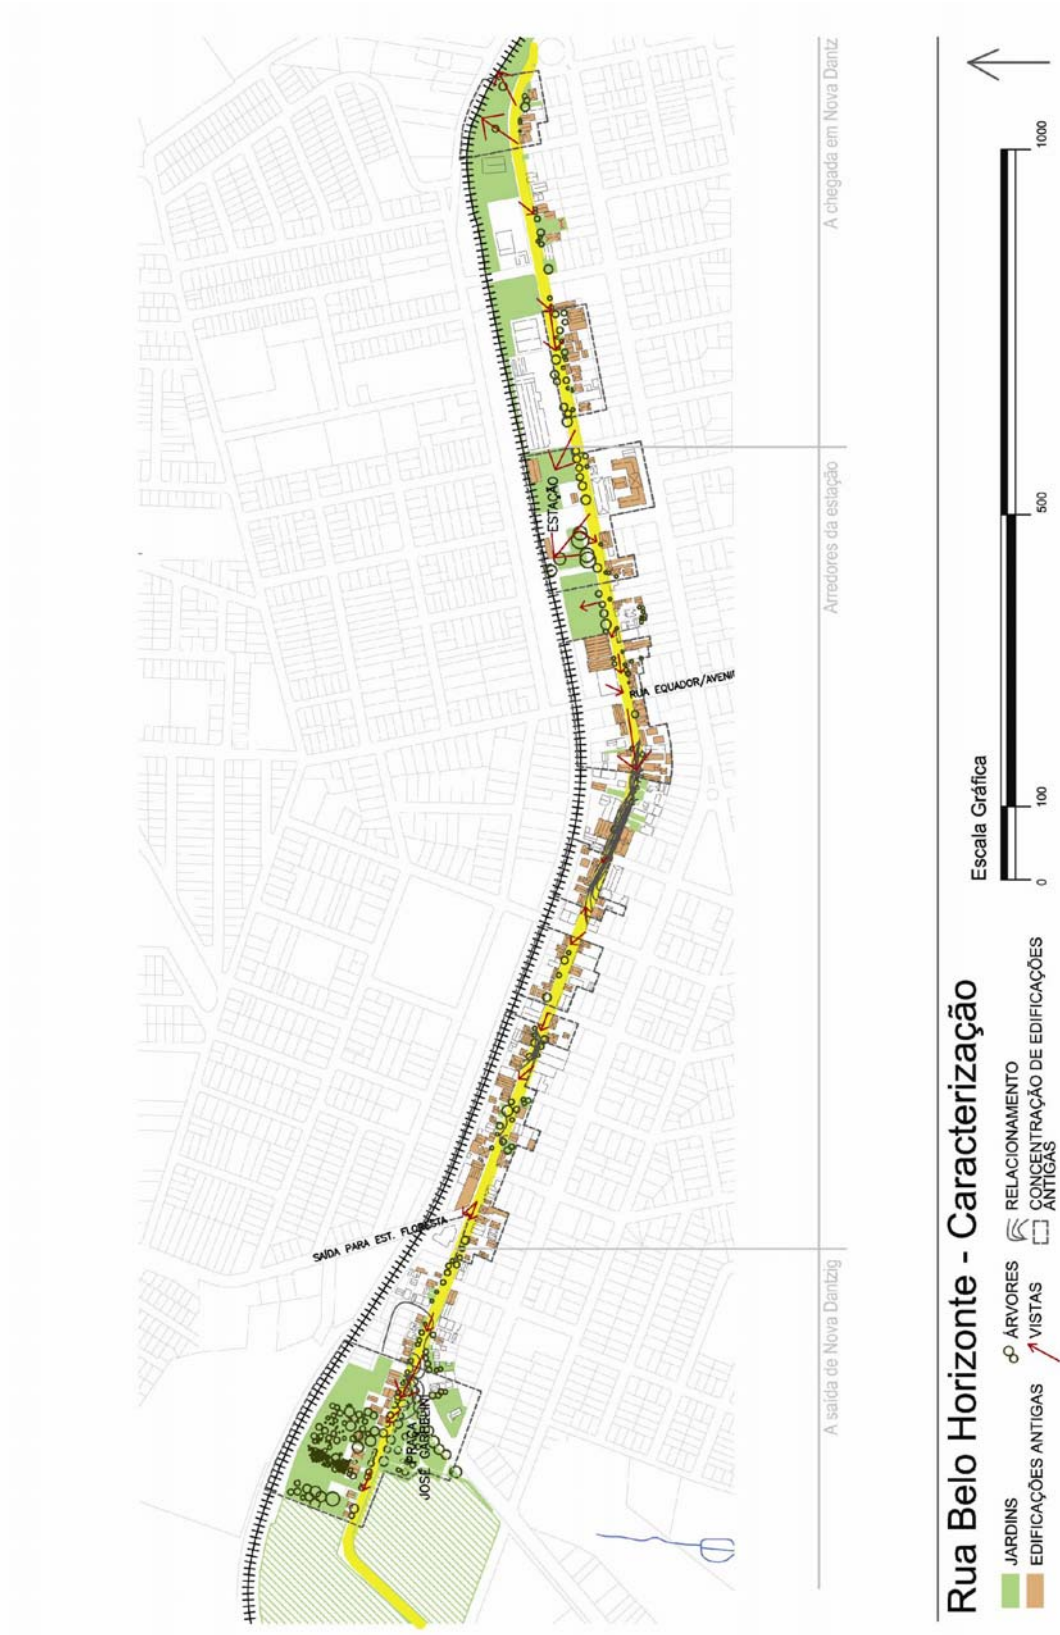 A saída de Nova Dantzig
Arredores da estação
A chegada em Nova Dantz
SAÍDA PARA EST. FLORESTA
PRAÇA
JOSÉ GARBELINI
ESTAÇÃO
RUA EQUADOR/AVENI
Rua Belo Horizonte - Caracterização
JARDINS
EDIFICAÇÕES ANTIGAS
ÁRVORES
VISTAS
RELACIONAMENTO
CONCENTRAÇÃO DE EDIFICAÇÕES
ANTIGAS
Escala Gráfica
0 100 500 1000